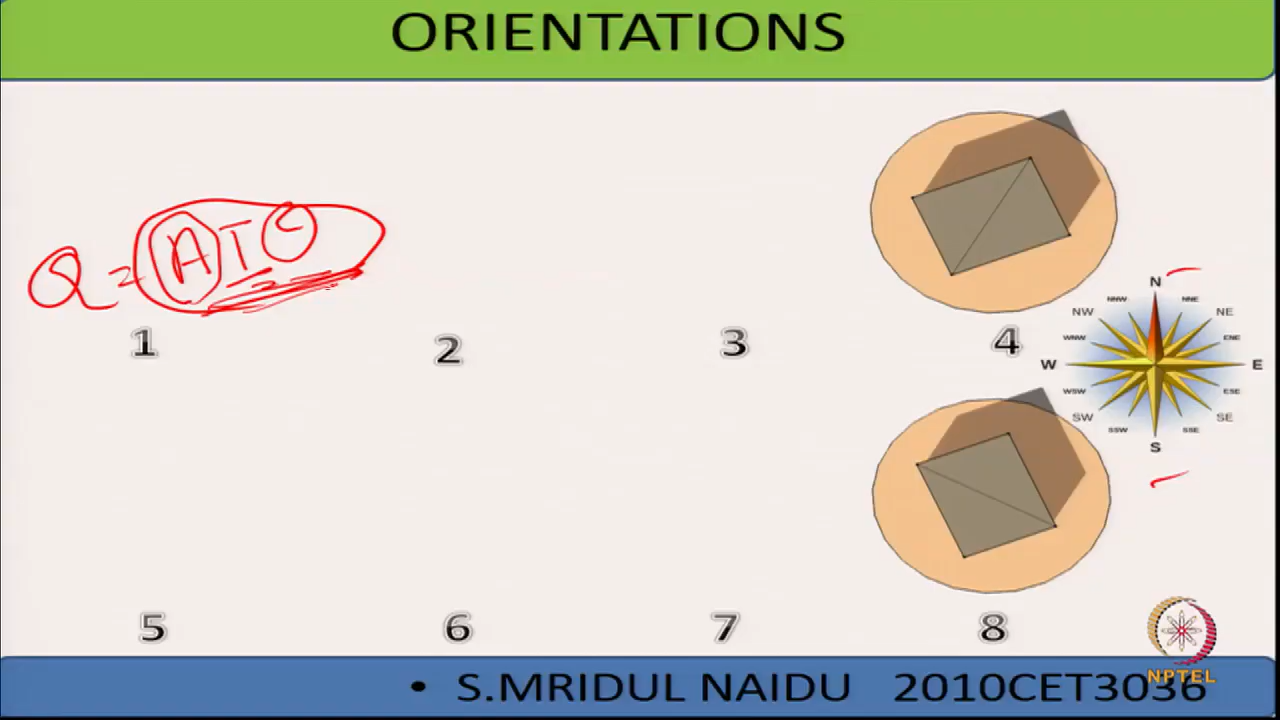 ORIENTATIONS
Q = A I C
1
2
3
4
N
NNW
NNE
NW
NE
WNW
ENE
W
E
WSW
ESE
SW
SE
SSW
SSE
S
5
6
7
8
NPTEL
• S.MRIDUL NAIDU 2010CET3036